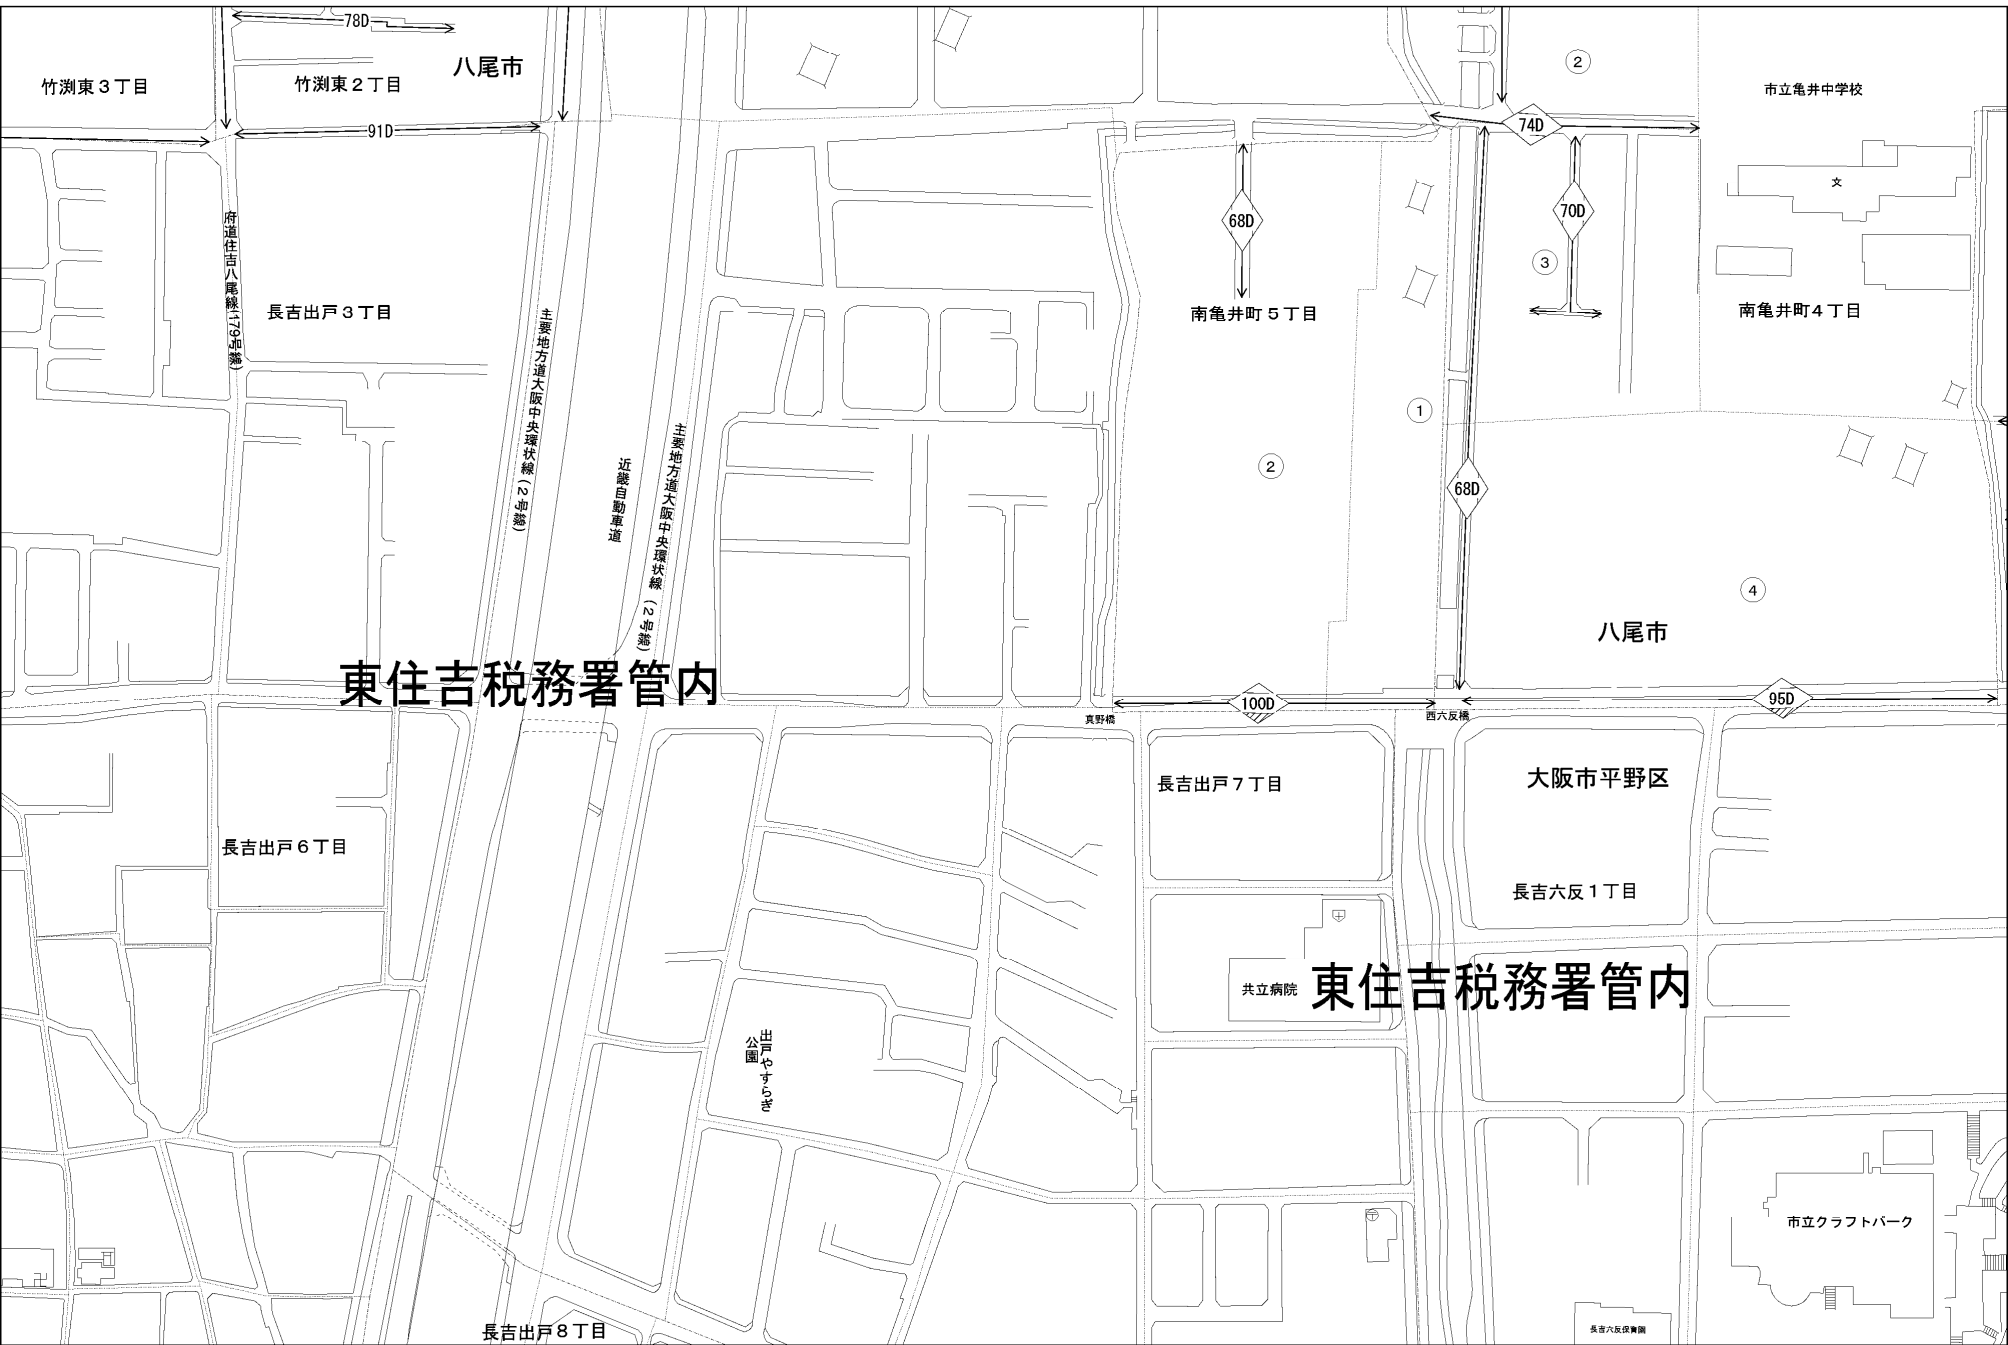 78D
八尾市
竹渕東３丁目
竹渕東２丁目
91D
②
市立亀井中学校
74D
文
府道住吉八尾線(179号線)
68D
70D
③
長吉出戸３丁目
主要地方道大阪中央環状線(２号線)
南亀井町５丁目
南亀井町４丁目
①
主要地方道大阪中央環状線(２号線)
近畿自動車道
②
68D
④
八尾市
東住吉税務署管内
100D
95D
真野橋
西六反橋
長吉出戸７丁目
大阪市平野区
長吉出戸６丁目
長吉六反１丁目
共立病院
東住吉税務署管内
出戸やすらぎ
公園
市立クラフトパーク
長吉出戸８丁目
長吉六反保育園